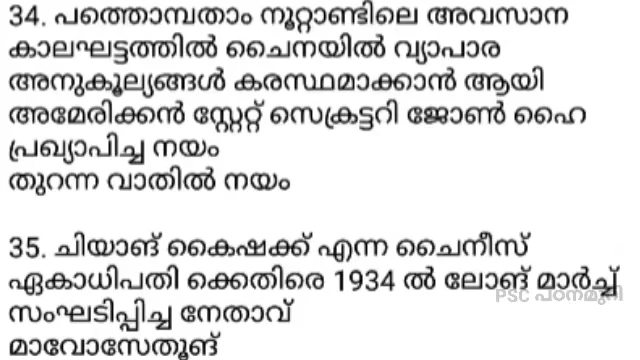 34. പത്തൊമ്പതാം നൂറ്റാണ്ടിലെ അവസാന
കാലഘട്ടത്തിൽ ചൈനയിൽ വ്യാപാര
അനുകൂല്യങ്ങൾ കരസ്ഥമാക്കാൻ ആയി
അമേരിക്കൻ സ്റ്റേറ്റ് സെക്രട്ടറി ജോൺ ഹൈ
പ്രഖ്യാപിച്ച നയം
തുറന്ന വാതിൽ നയം
35. ചിയാങ് കൈഷക്ക് എന്ന ചൈനീസ്
ഏകാധിപതി ക്കെതിരെ 1934 ൽ ലോങ് മാർച്ച്
PSC പഠനമുറി
സംഘടിപ്പിച്ച നേതാവ്
മാവോസേതൂങ്